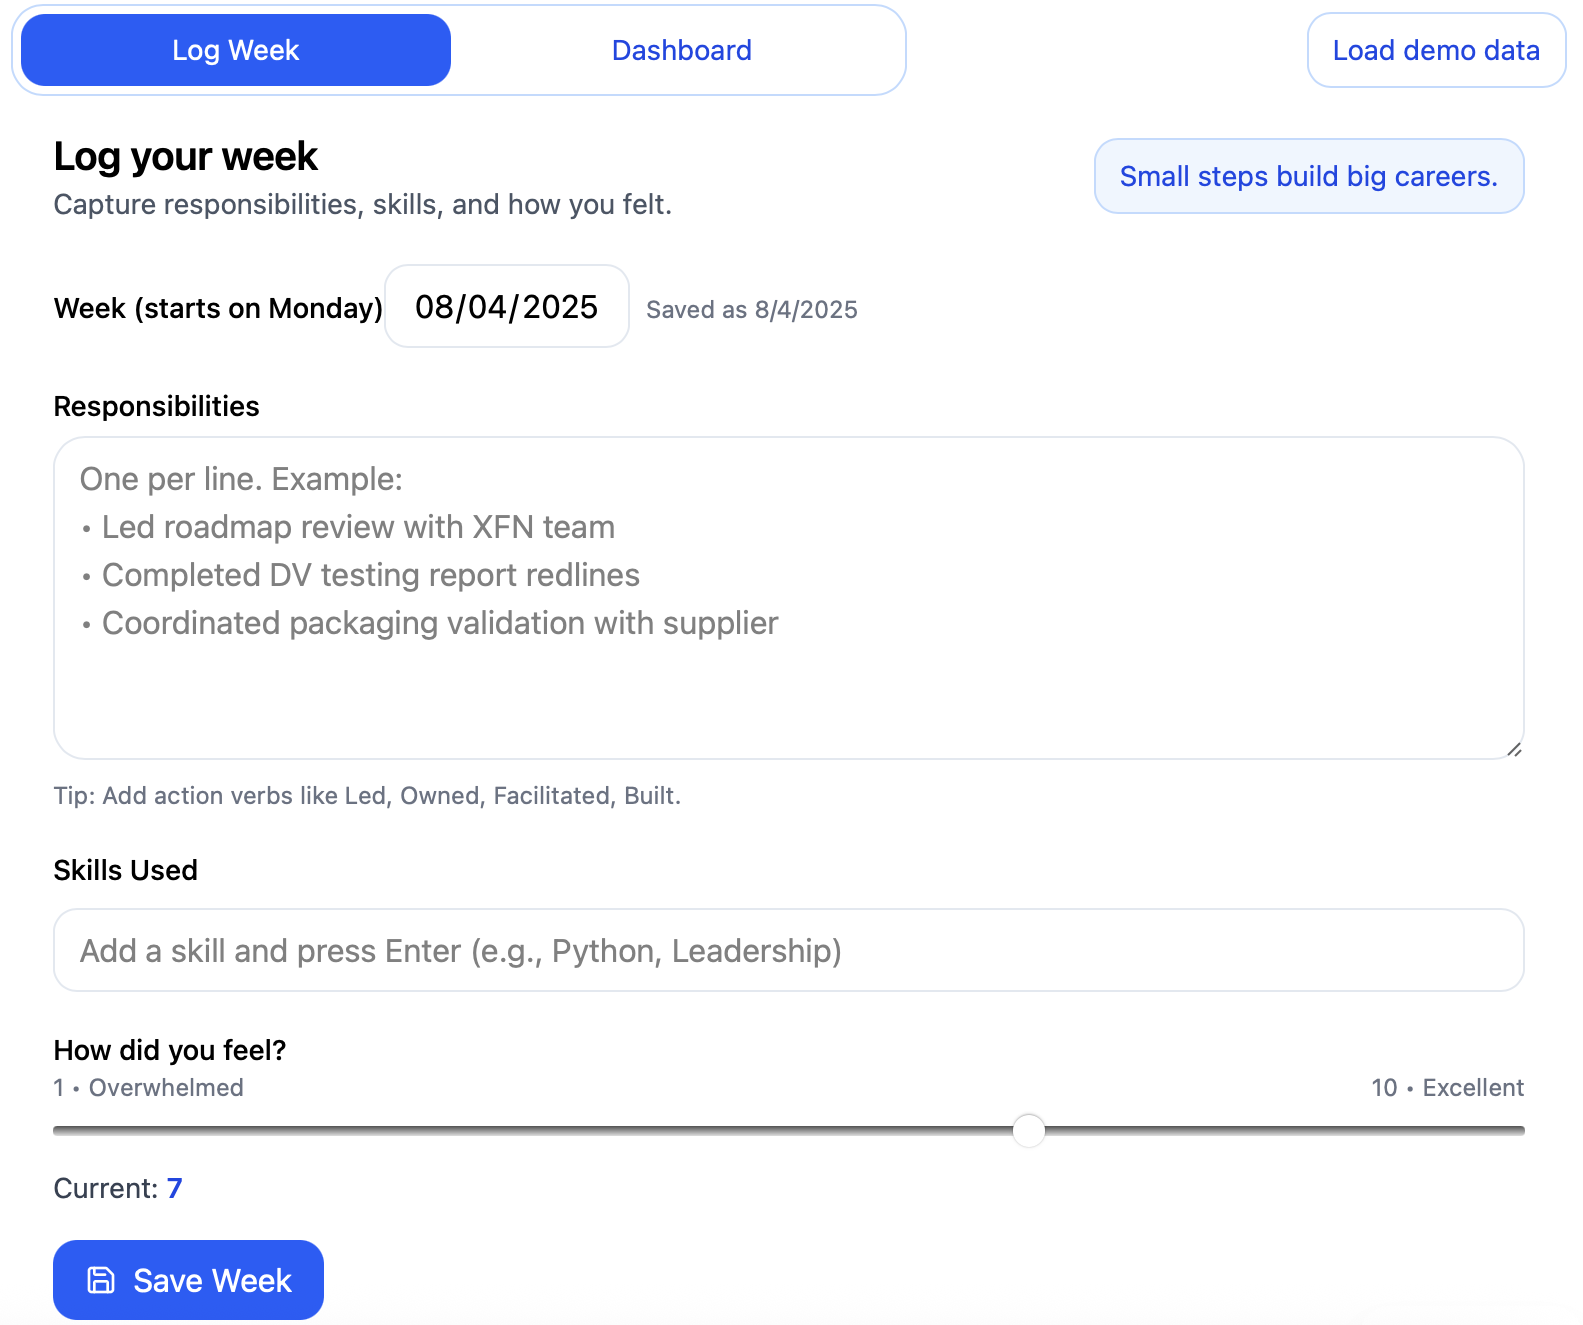 Log Week
Dashboard
Load demo data
Log your week
Capture responsibilities, skills, and how you felt.
Small steps build big careers.
Week (starts on Monday)
08/04/2025
Saved as 8/4/2025
Responsibilities
One per line. Example:
• Led roadmap review with XFN team
• Completed DV testing report redlines
• Coordinated packaging validation with supplier
Tip: Add action verbs like Led, Owned, Facilitated, Built.
Skills Used
Add a skill and press Enter (e.g., Python, Leadership)
How did you feel?
1 • Overwhelmed
10 • Excellent
Current: 7
Save Week